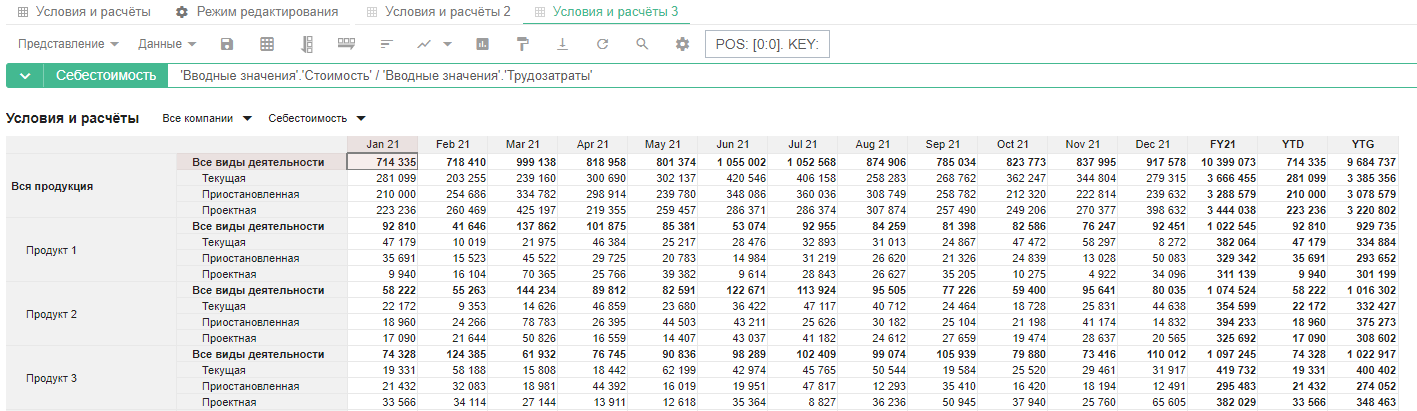 Условия и расчёты Режим редактирования Условия и расчёты 2 Условия и расчёты 3
Представление Данные POS: [0:0]. KEY:
Себестоимость 'Вводные значения'.'Стоимость' / 'Вводные значения'.'Трудозатраты'
Условия и расчёты Все компании Себестоимость
Jan 21 Feb 21 Mar 21 Apr 21 May 21 Jun 21 Jul 21 Aug 21 Sep 21 Oct 21 Nov 21 Dec 21 FY21 YTD YTG
Все виды деятельности 714 335 718 410 999 138 818 958 801 374 1 055 002 1 052 568 874 906 785 034 823 773 837 995 917 578 10 399 073 714 335 9 684 737
Текущая 281 099 203 255 239 160 300 690 302 137 420 546 406 158 258 283 268 762 362 247 344 804 279 315 3 666 455 281 099 3 385 356
Вся продукция
Приостановленная 210 000 254 686 334 782 298 914 239 780 348 086 360 036 308 749 258 782 212 320 222 814 239 632 3 288 579 210 000 3 078 579
Проектная 223 236 260 469 425 197 219 355 259 457 286 371 286 374 307 874 257 490 249 206 270 377 398 632 3 444 038 223 236 3 220 802
Все виды деятельности 92 810 41 646 137 862 101 875 85 381 53 074 92 955 84 259 81 398 82 586 76 247 92 451 1 022 545 92 810 929 735
Текущая 47 179 10 019 21 975 46 384 25 217 28 476 32 893 31 013 24 867 47 472 58 297 8 272 382 064 47 179 334 884
Продукт 1
Приостановленная 35 691 15 523 45 522 29 725 20 783 14 984 31 219 26 620 21 326 24 839 13 028 50 083 329 342 35 691 293 652
Проектная 9 940 16 104 70 365 25 766 39 382 9 614 28 843 26 627 35 205 10 275 4 922 34 096 311 139 9 940 301 199
Все виды деятельности 58 222 55 263 144 234 89 812 82 591 122 671 113 924 95 505 77 226 59 400 95 641 80 035 1 074 524 58 222 1 016 302
Текущая 22 172 9 353 14 626 46 859 23 680 36 422 47 117 40 712 24 464 18 728 25 831 44 638 354 599 22 172 332 427
Продукт 2
Приостановленная 18 960 24 266 78 783 26 395 44 503 43 211 25 626 30 182 25 104 21 198 41 174 14 832 394 233 18 960 375 273
Проектная 17 090 21 644 50 826 16 559 14 407 43 037 41 182 24 612 27 659 19 474 28 637 20 565 325 692 17 090 308 602
Все виды деятельности 74 328 124 385 61 932 76 745 90 836 98 289 102 409 99 074 105 939 79 880 73 416 110 012 1 097 245 74 328 1 022 917
Текущая 19 331 58 188 15 808 18 442 62 199 42 974 45 765 50 544 19 584 25 520 29 461 31 917 419 732 19 331 400 402
Продукт 3
Приостановленная 21 432 32 083 18 981 44 392 16 019 19 951 47 817 12 293 35 410 16 420 18 194 12 491 295 483 21 432 274 052
Проектная 33 566 34 114 27 144 13 911 12 618 35 364 8 827 36 236 50 945 37 940 25 760 65 605 382 029 33 566 348 463